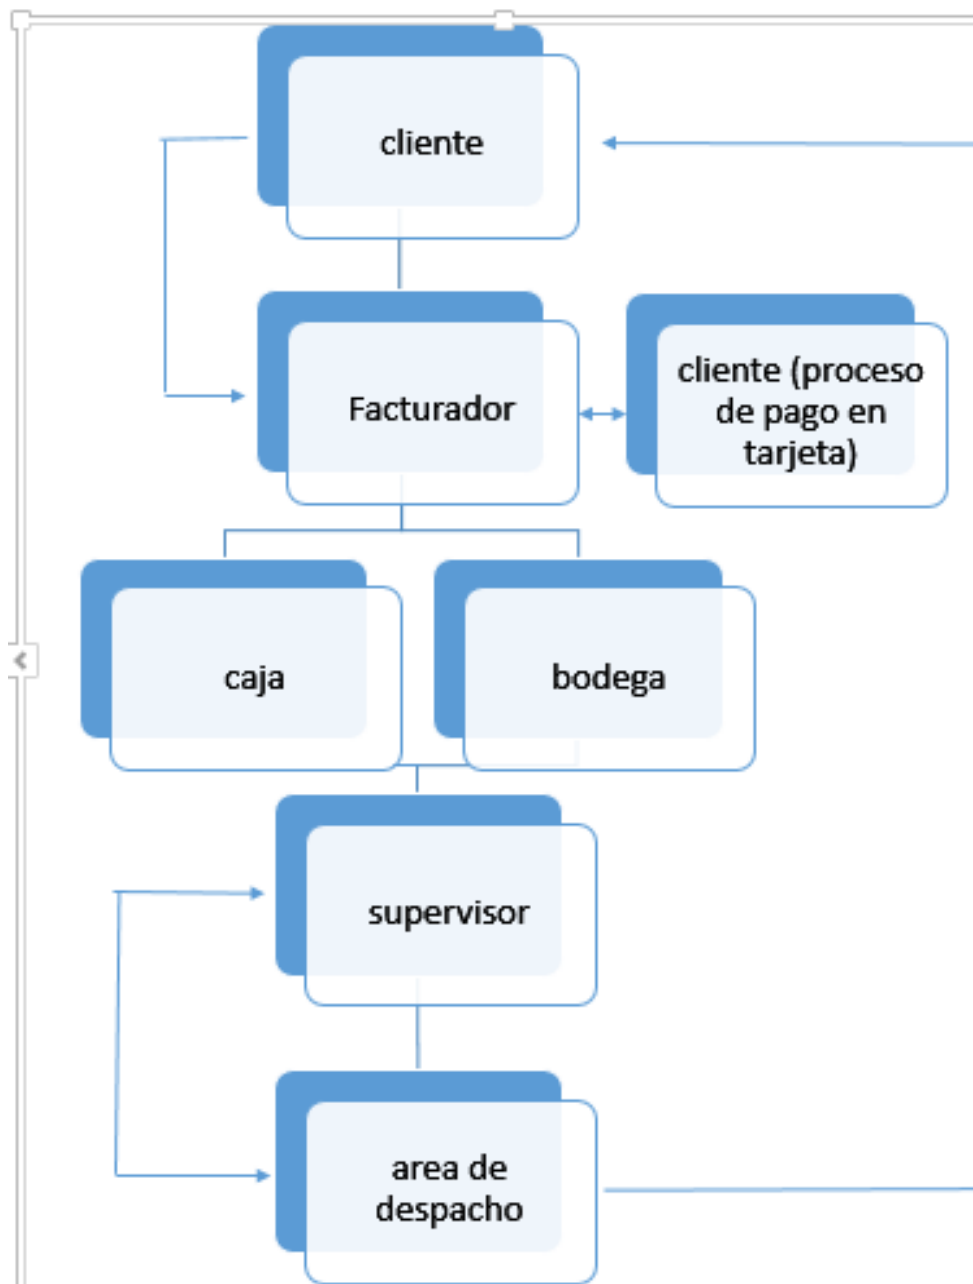 cliente
Facturador
cliente (proceso
de pago en
tarjeta)
caja
bodega
supervisor
area de
despacho